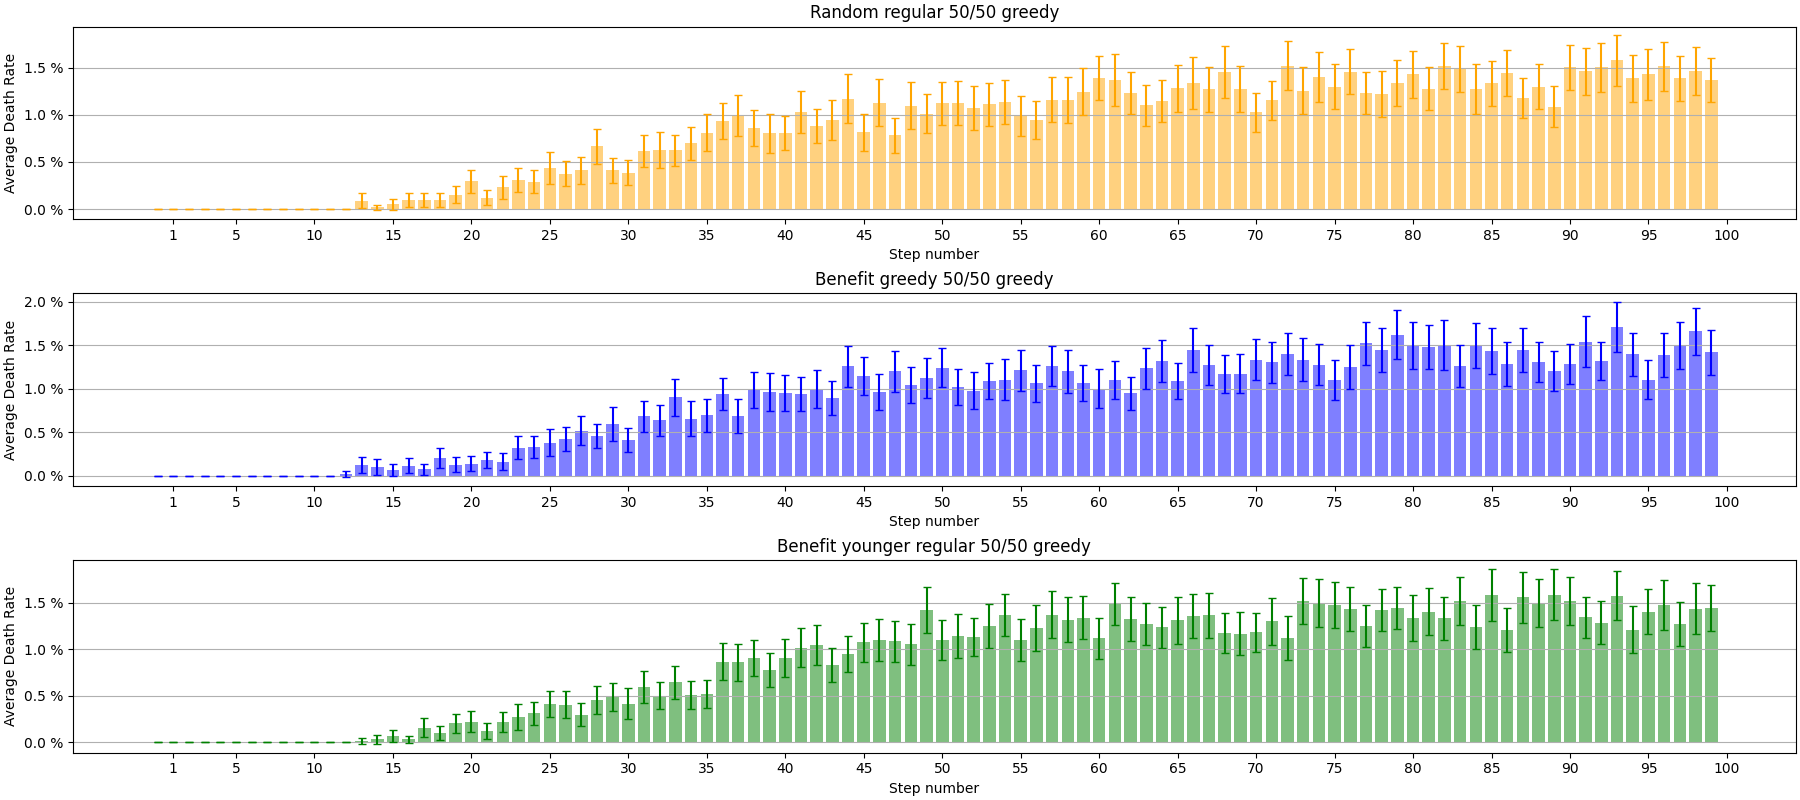 Random regular 50/50 greedy
Average Death Rate
1.5 %
1.0 %
0.5 %
0.0 %
1 5 10 15 20 25 30 35 40 45 50 55 60 65 70 75 80 85 90 95 100
Step number
Benefit greedy 50/50 greedy
Average Death Rate
2.0 %
1.5 %
1.0 %
0.5 %
0.0 %
1 5 10 15 20 25 30 35 40 45 50 55 60 65 70 75 80 85 90 95 100
Step number
Benefit younger regular 50/50 greedy
Average Death Rate
1.5 %
1.0 %
0.5 %
0.0 %
1 5 10 15 20 25 30 35 40 45 50 55 60 65 70 75 80 85 90 95 100
Step number